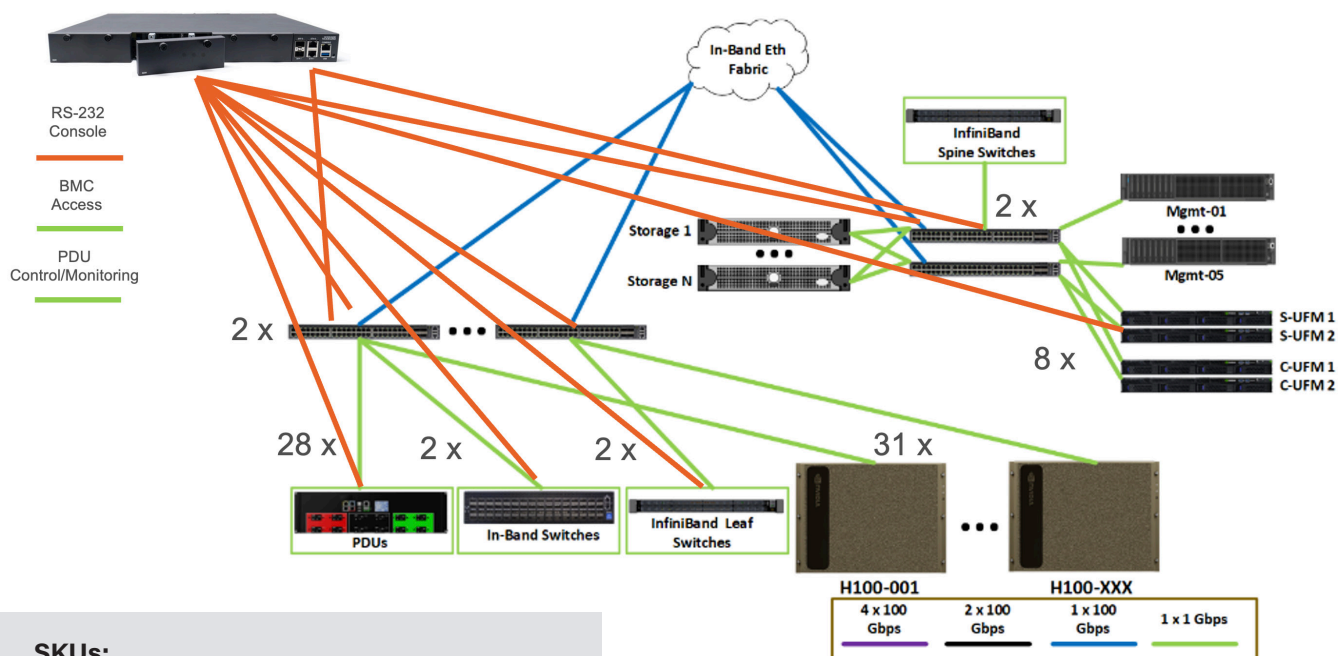 RS-232
Console
BMC
Access
PDU
Control/Monitoring
In-Band Eth
Fabric
InfiniBand
Spine Switches
2 x
Mgmt-01
Mgmt-05
Storage 1
Storage N
S-UFM 1
S-UFM 2
C-UFM 1
C-UFM 2
8 x
2 x
28 x
2 x
2 x
31 x
PDUs
In-Band Switches
InfiniBand Leaf
Switches
H100-001
H100-XXX
4 x 100
Gbps
2 x 100
Gbps
1 x 100
Gbps
1 x 1 Gbps
SKUs: